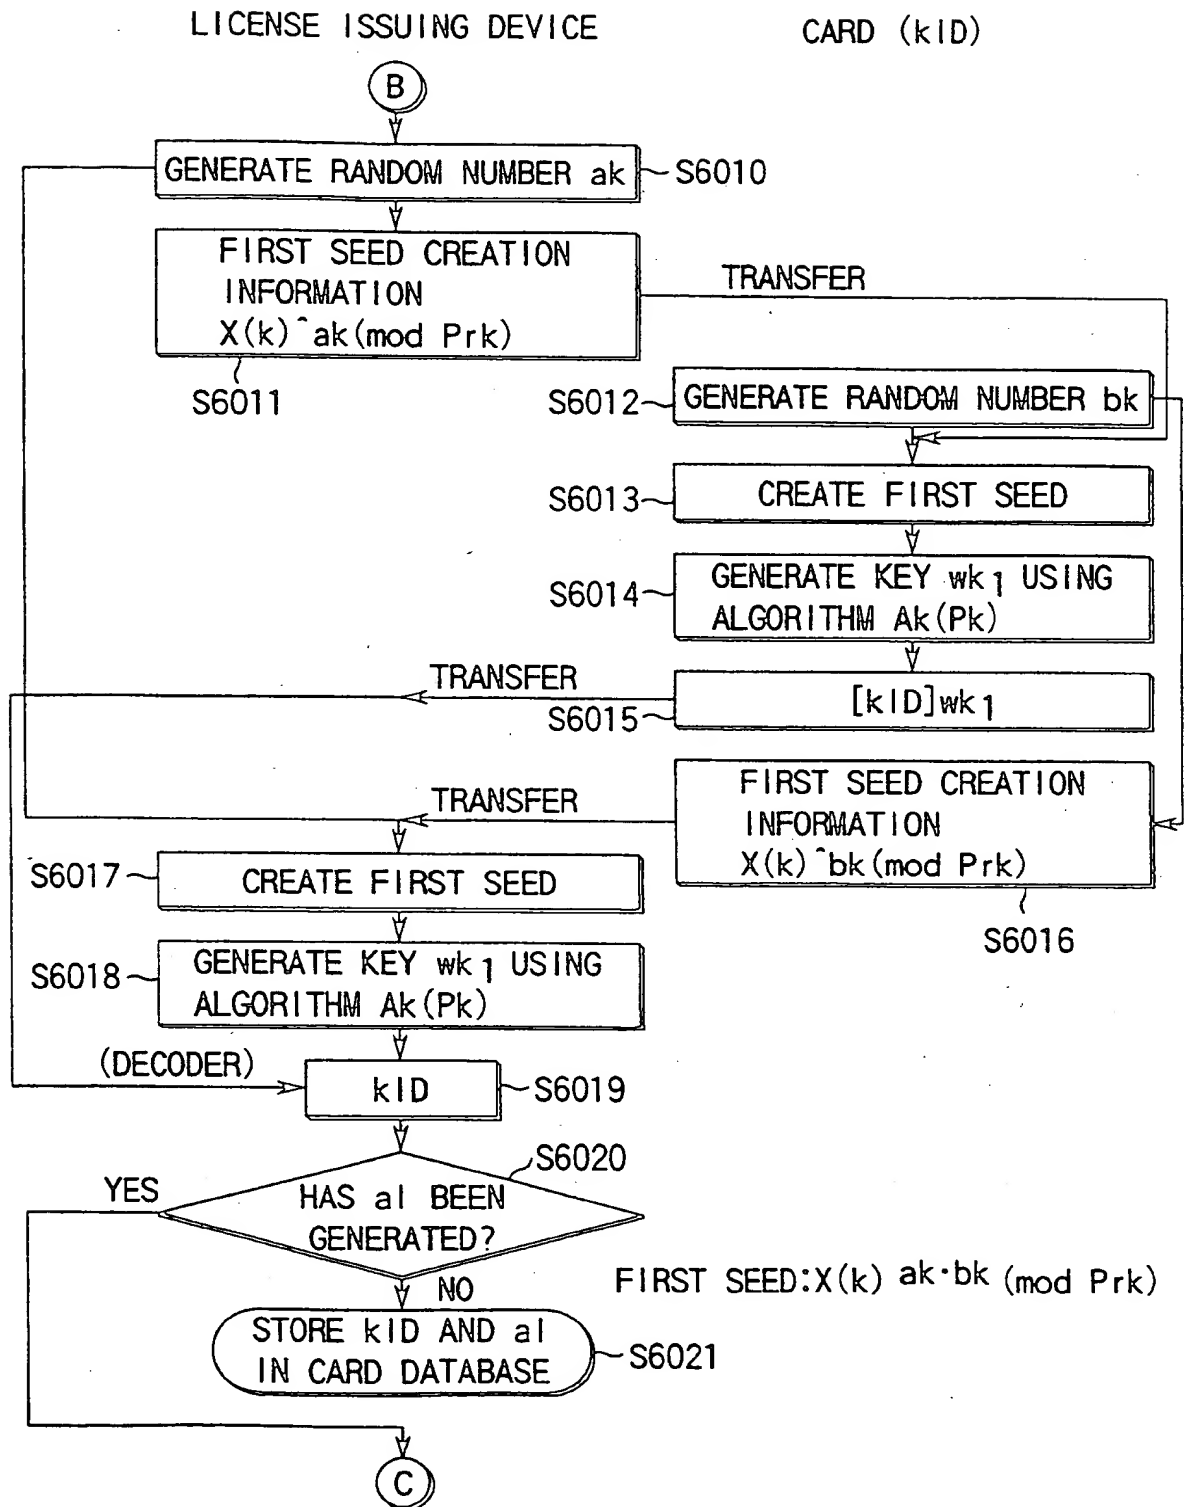 LICENSE ISSUING DEVICE
CARD (kID)
B
GENERATE RANDOM NUMBER ak
S6010
FIRST SEED CREATION
INFORMATION
X(k)^ak(mod Prk)
S6011
TRANSFER
S6012
GENERATE RANDOM NUMBER bk
S6013
CREATE FIRST SEED
S6014
GENERATE KEY wk1 USING
ALGORITHM Ak(Pk)
TRANSFER
S6015
[kID]wk1
TRANSFER
FIRST SEED CREATION
INFORMATION
X(k)^bk(mod Prk)
S6016
S6017
CREATE FIRST SEED
S6018
GENERATE KEY wk1 USING
ALGORITHM Ak(Pk)
(DECODER)
kID
S6019
S6020
YES
HAS al BEEN
GENERATED?
NO
FIRST SEED:X(k) ak·bk (mod Prk)
STORE kID AND al
IN CARD DATABASE
S6021
C